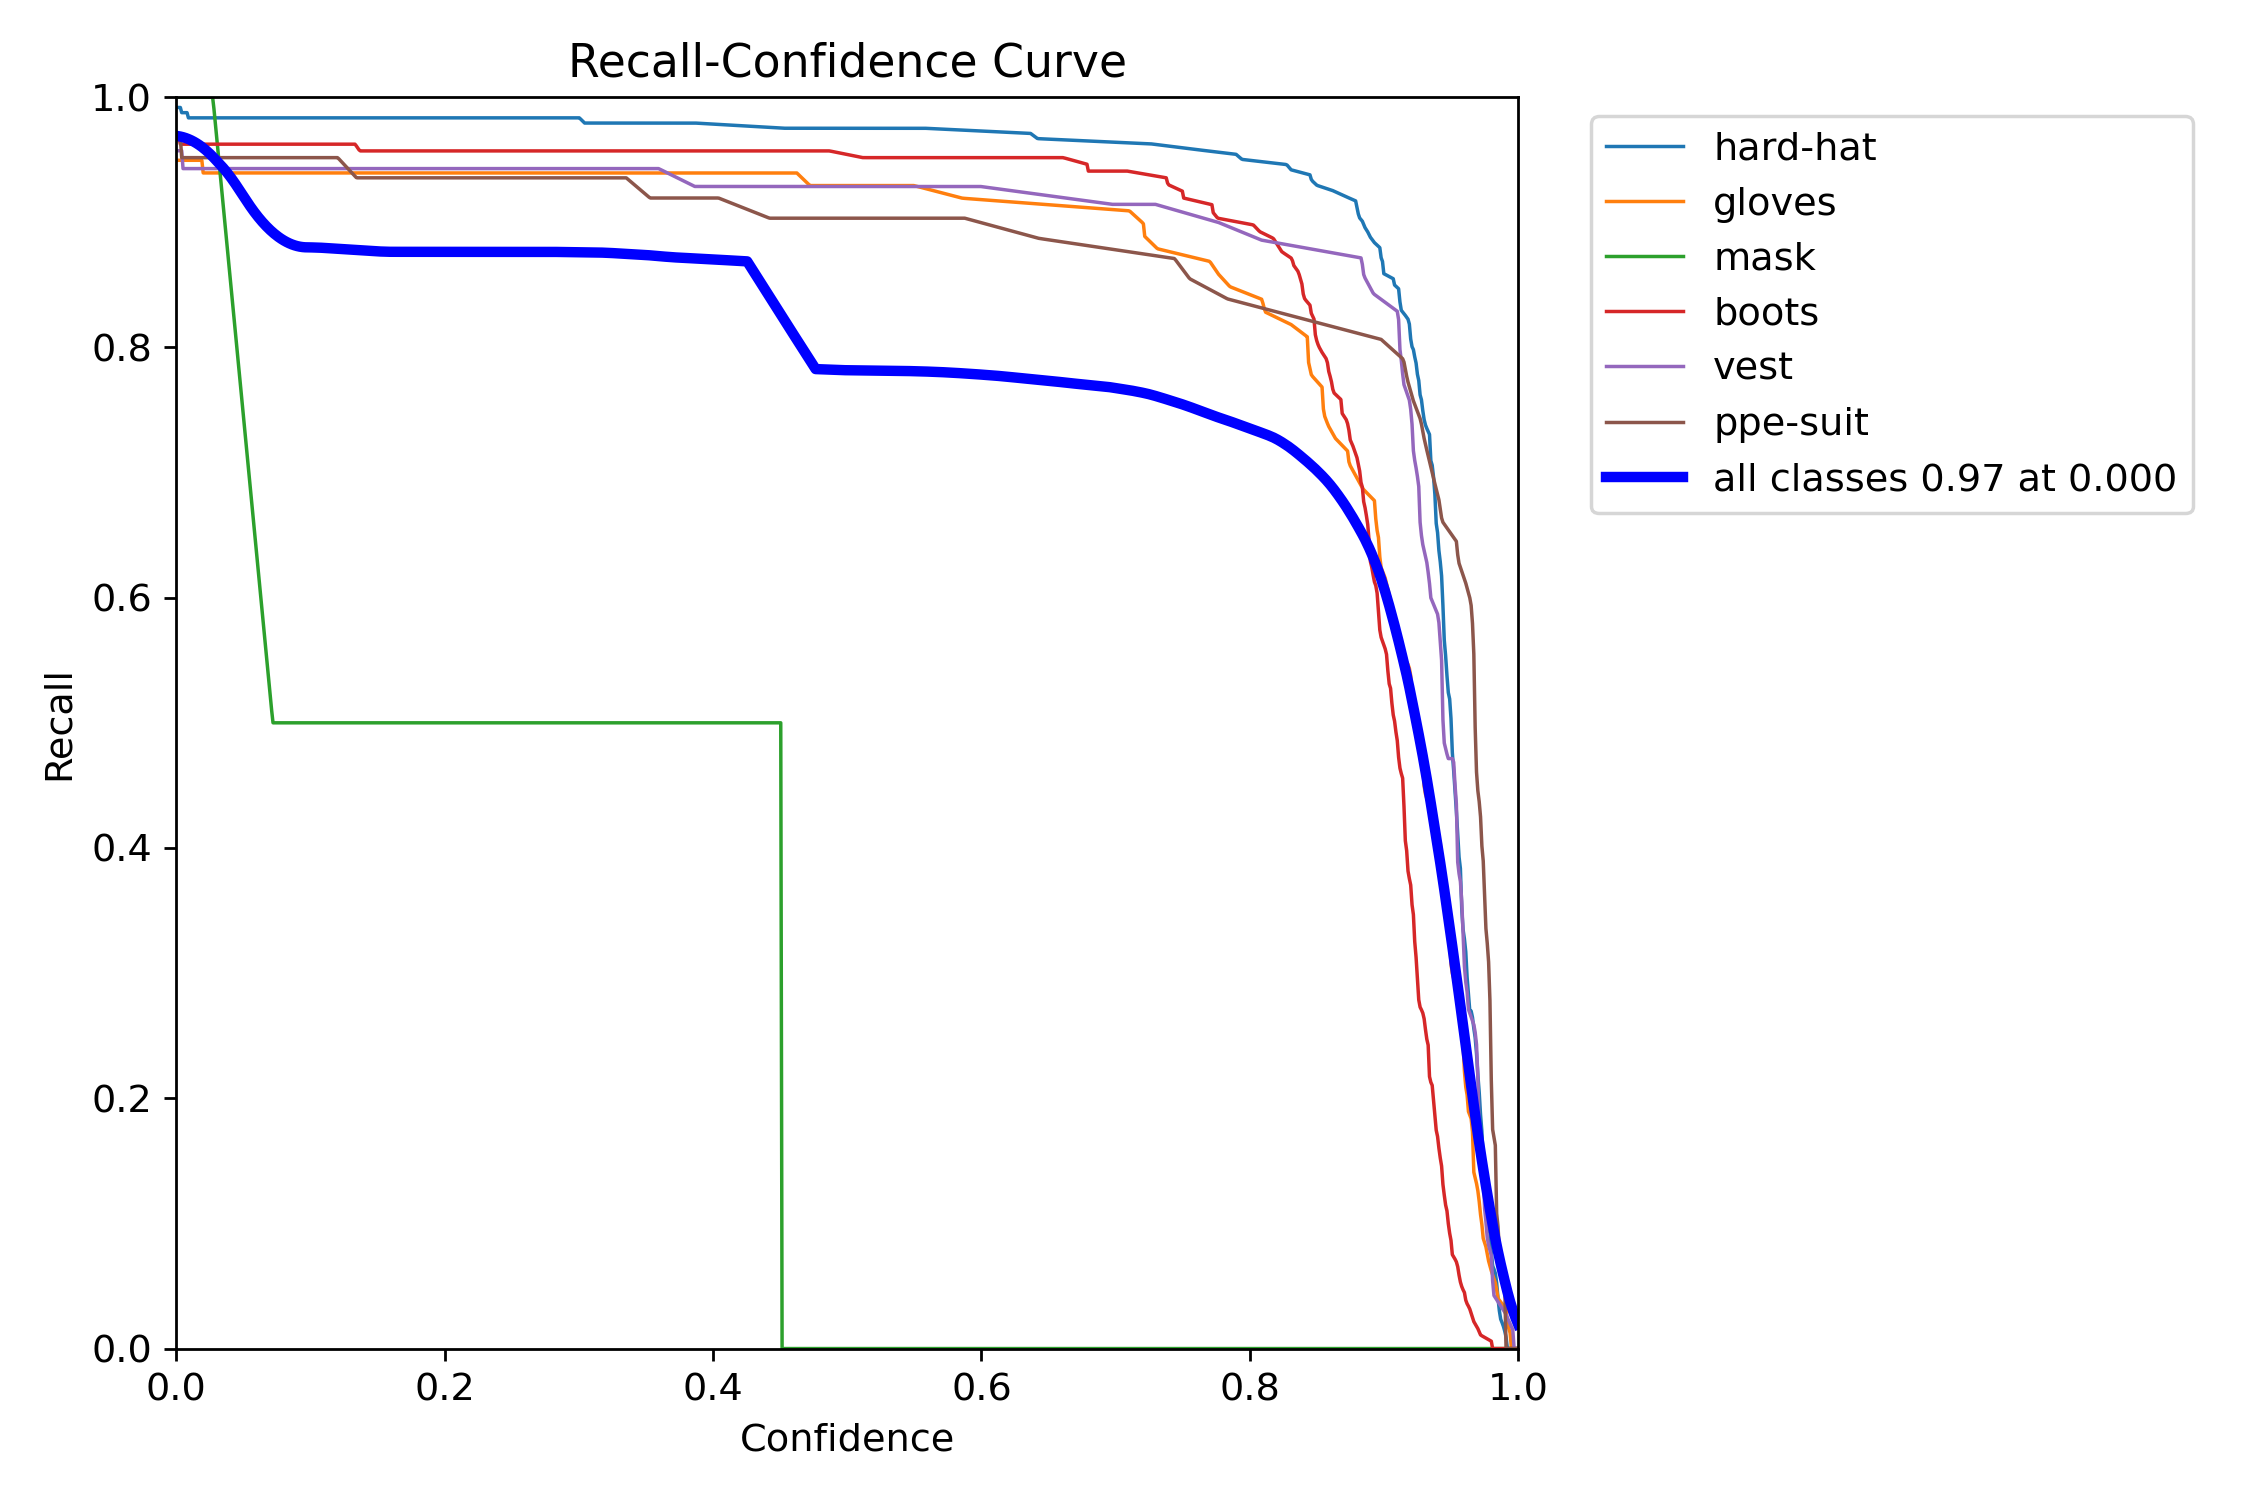 Recall-Confidence Curve
1.0
0.8
0.6
0.4
0.2
0.0
Recall
0.0 0.2 0.4 0.6 0.8 1.0
Confidence
hard-hat
gloves
mask
boots
vest
ppe-suit
all classes 0.97 at 0.000